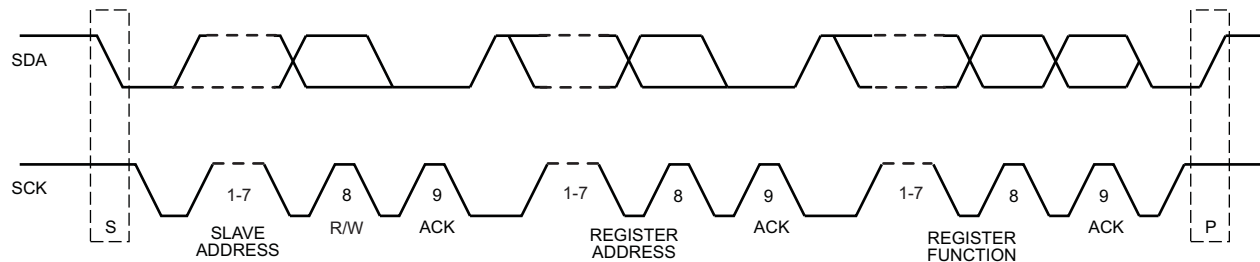 SDA
SCK
S
1-7
8
9
1-7
8
9
1-7
8
9
P
SLAVE
ADDRESS
R/W
ACK
REGISTER
ADDRESS
ACK
REGISTER
FUNCTION
ACK